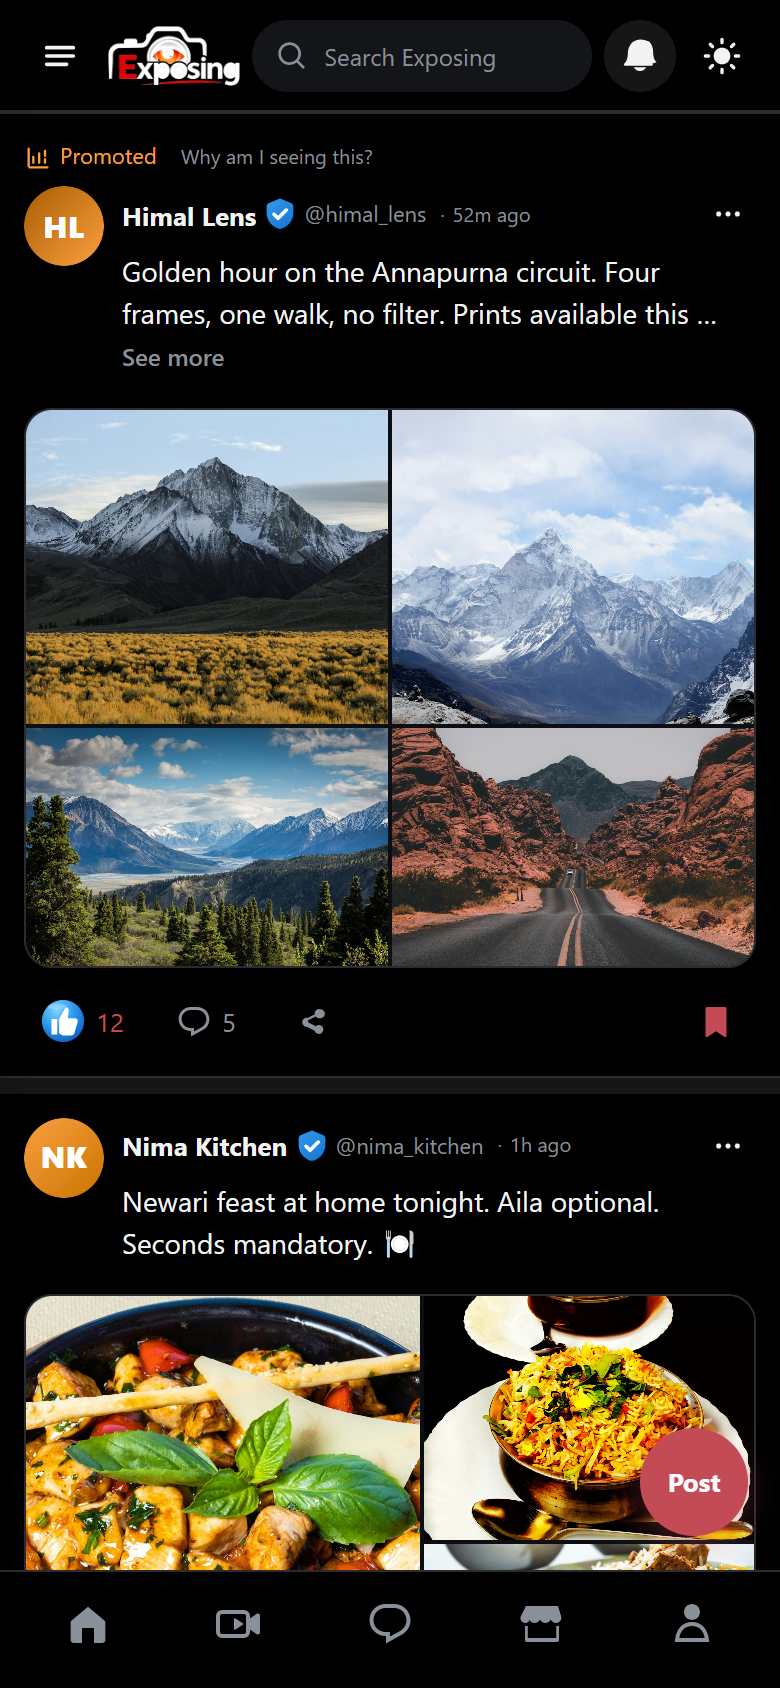 Exposing
Search Exposing
Promoted Why am I seeing this?
HL
Himal Lens @himal_lens · 52m ago
Golden hour on the Annapurna circuit. Four
frames, one walk, no filter. Prints available this ...
See more
12 5
NK
Nima Kitchen @nima_kitchen · 1h ago
Newari feast at home tonight. Aila optional.
Seconds mandatory. 🍽
Post